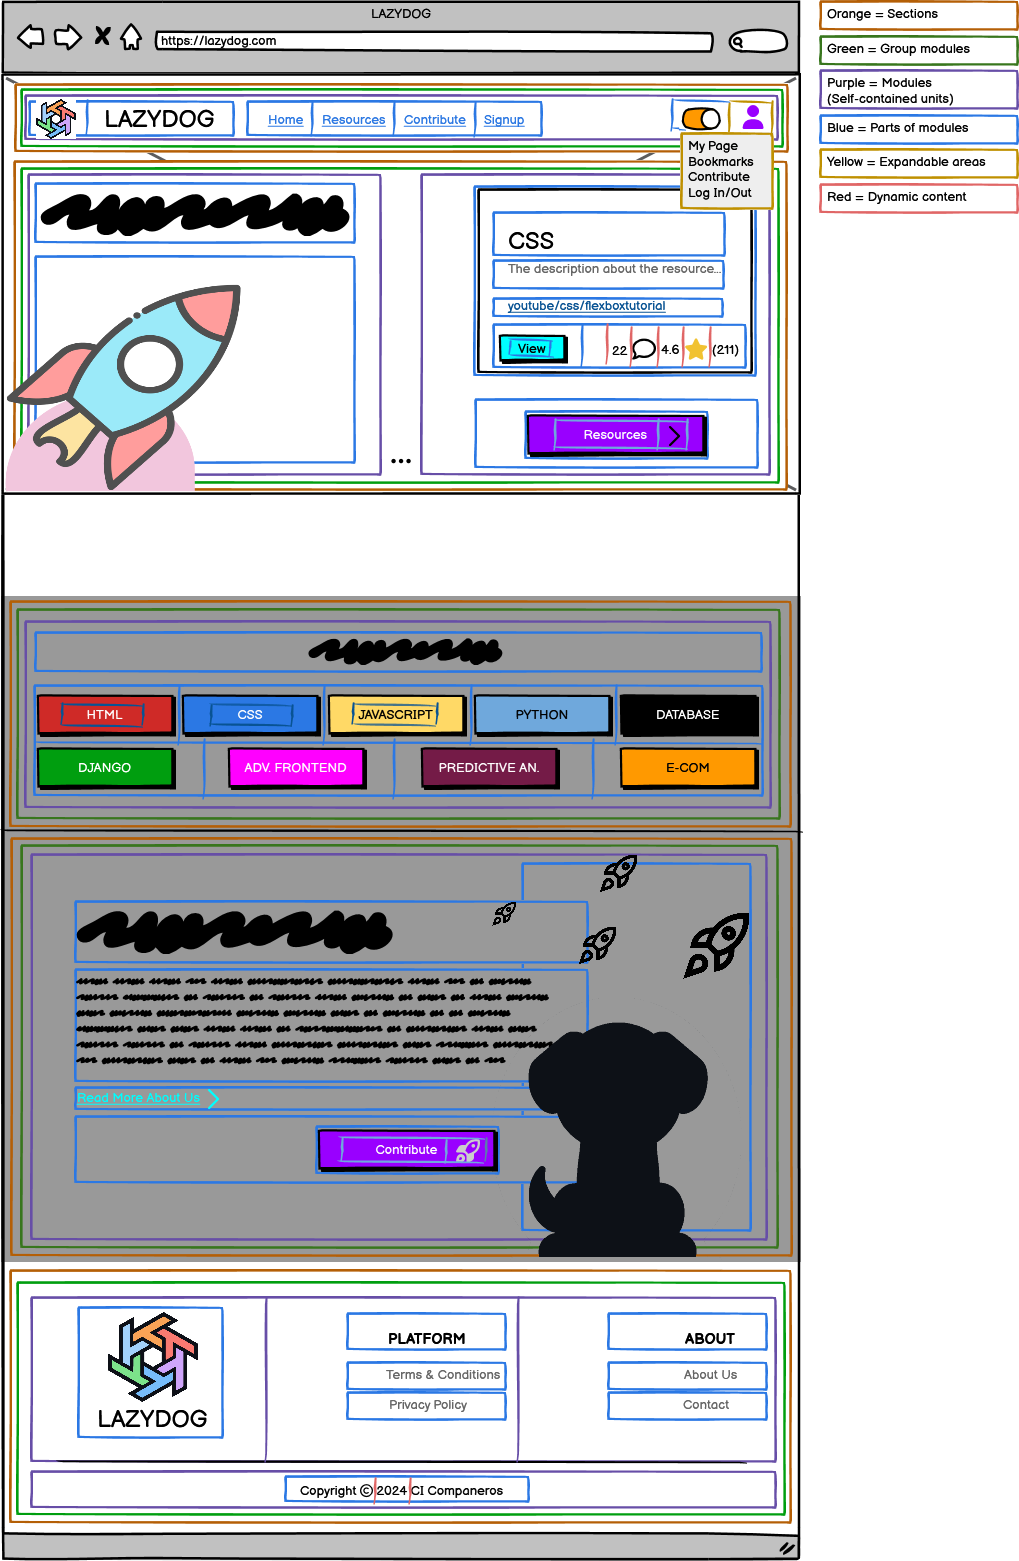 LAZYDOG
https://lazydog.com
Orange = Sections
Green = Group modules
Purple = Modules
(Self-contained units)
Blue = Parts of modules
Yellow = Expandable areas
Red = Dynamic content
LAZYDOG
Home Resources Contribute Signup
My Page
Bookmarks
Contribute
Log In/Out
CSS
The description about the resource...
youtube/css/flexboxtutorial
View 22 4.6 (211)
Resources
...
HTML CSS JAVASCRIPT PYTHON DATABASE
DJANGO ADV. FRONTEND PREDICTIVE AN. E-COM
Read More About Us
Contribute
LAZYDOG
PLATFORM
Terms & Conditions
Privacy Policy
ABOUT
About Us
Contact
Copyright © 2024 CI Companeros